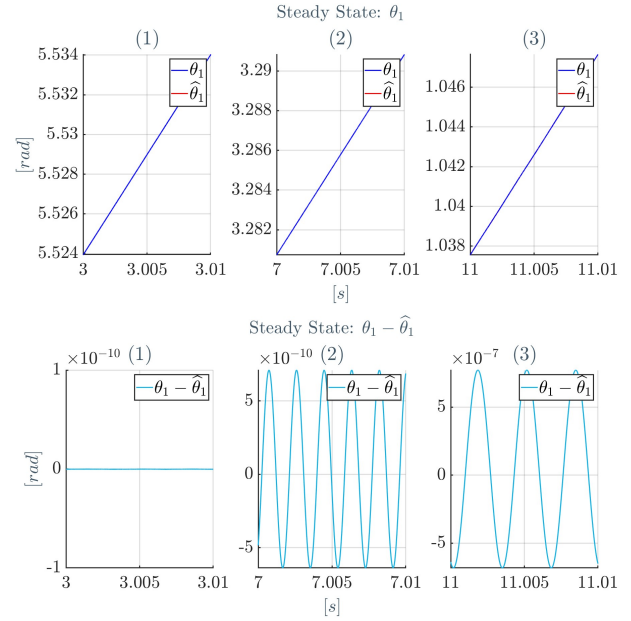 Steady State: θ₁
(1) (2) (3)
[rad]
5.534
5.532
5.53
5.528
5.526
5.524
θ₁
θ̂₁
3 3.005 3.01
3.29
3.288
3.286
3.284
3.282
θ₁
θ̂₁
7 7.005 7.01
1.046
1.044
1.042
1.04
1.038
θ₁
θ̂₁
11 11.005 11.01
[s]
Steady State: θ₁ − θ̂₁
×10⁻¹⁰ (1)
[rad]
1
0
-1
θ₁ − θ̂₁
3 3.005 3.01
×10⁻¹⁰ (2)
5
0
-5
θ₁ − θ̂₁
7 7.005 7.01
×10⁻⁷ (3)
5
0
-5
θ₁ − θ̂₁
11 11.005 11.01
[s]